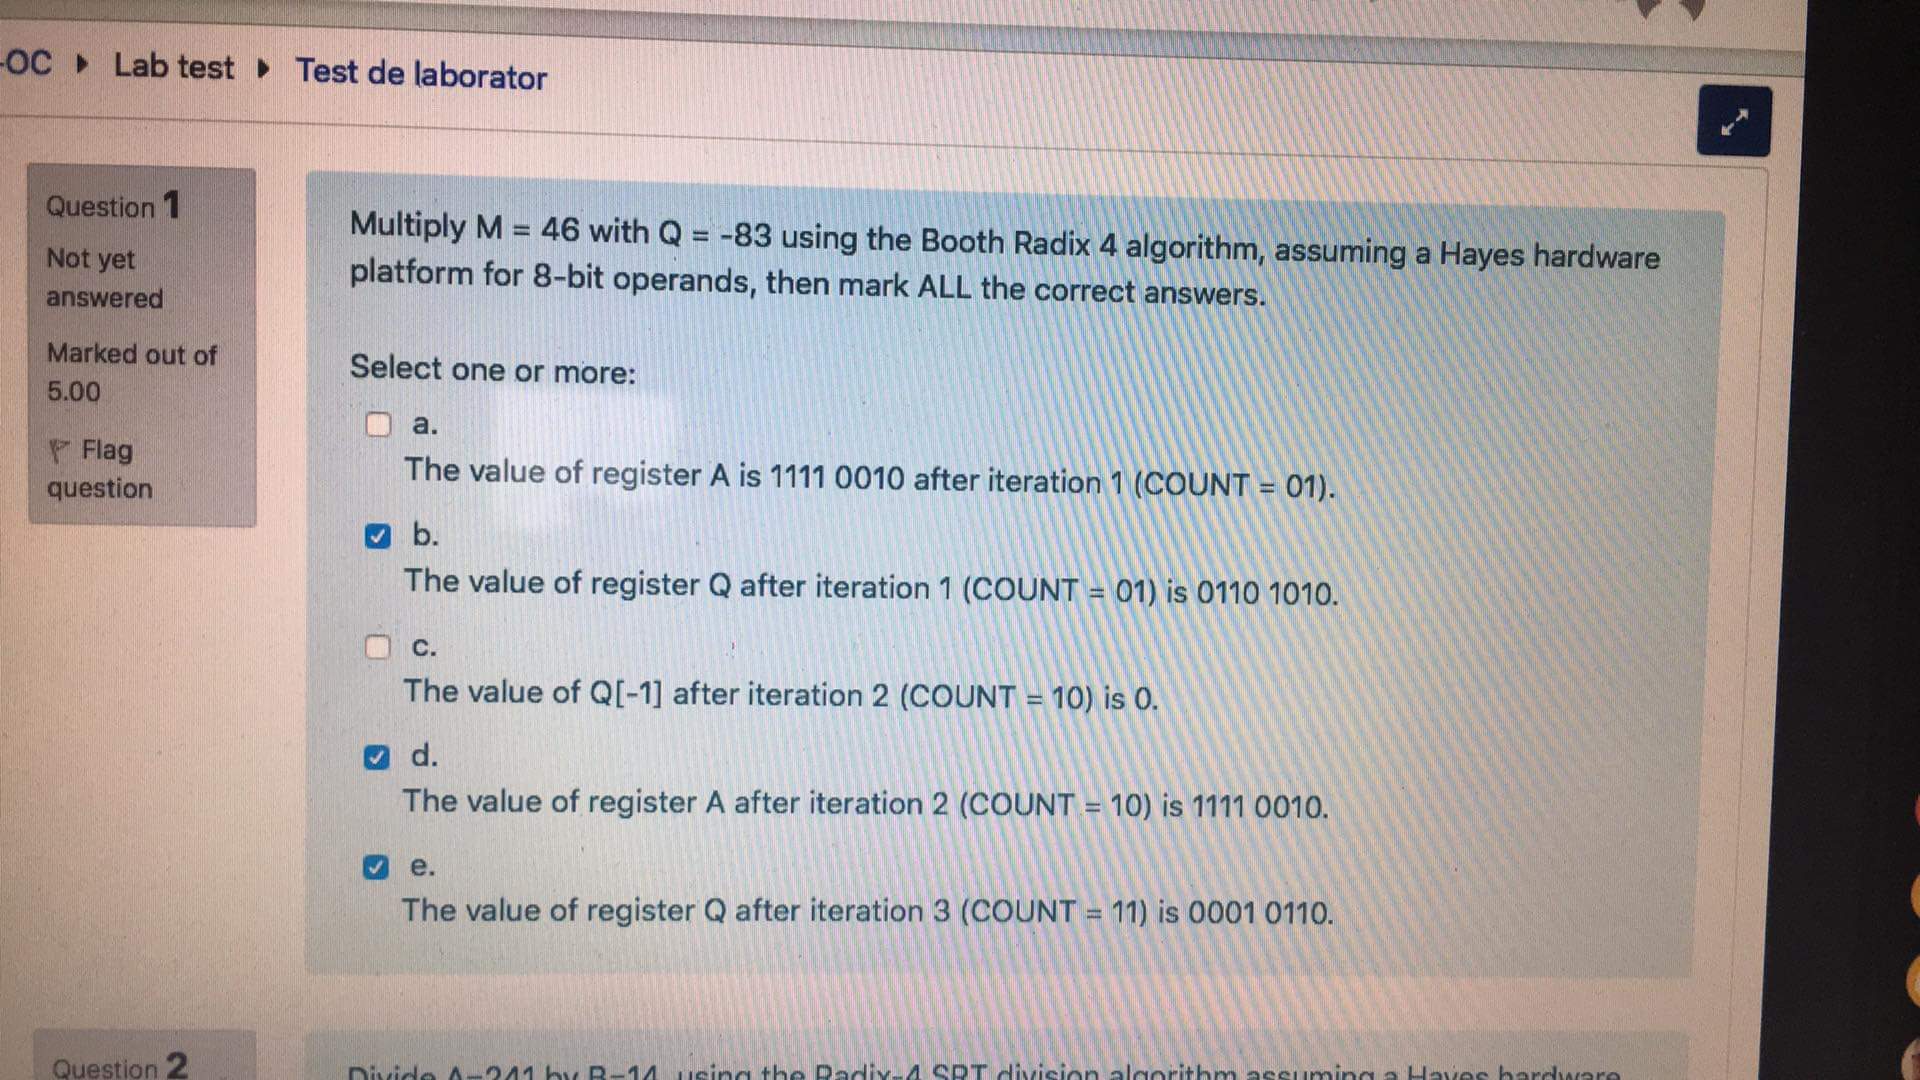 -OC ▸ Lab test ▸ Test de laborator
Question 1
Not yet
answered
Marked out of
5.00
Flag
question
Multiply M = 46 with Q = -83 using the Booth Radix 4 algorithm, assuming a Hayes hardware
platform for 8-bit operands, then mark ALL the correct answers.
Select one or more:
a.
The value of register A is 1111 0010 after iteration 1 (COUNT = 01).
b.
The value of register Q after iteration 1 (COUNT = 01) is 0110 1010.
c.
The value of Q[-1] after iteration 2 (COUNT = 10) is 0.
d.
The value of register A after iteration 2 (COUNT = 10) is 1111 0010.
e.
The value of register Q after iteration 3 (COUNT = 11) is 0001 0110.
Question 2
Divide A=241 by B=14, using the Radix-4 SRT division algorithm assuming a Hayes hardware